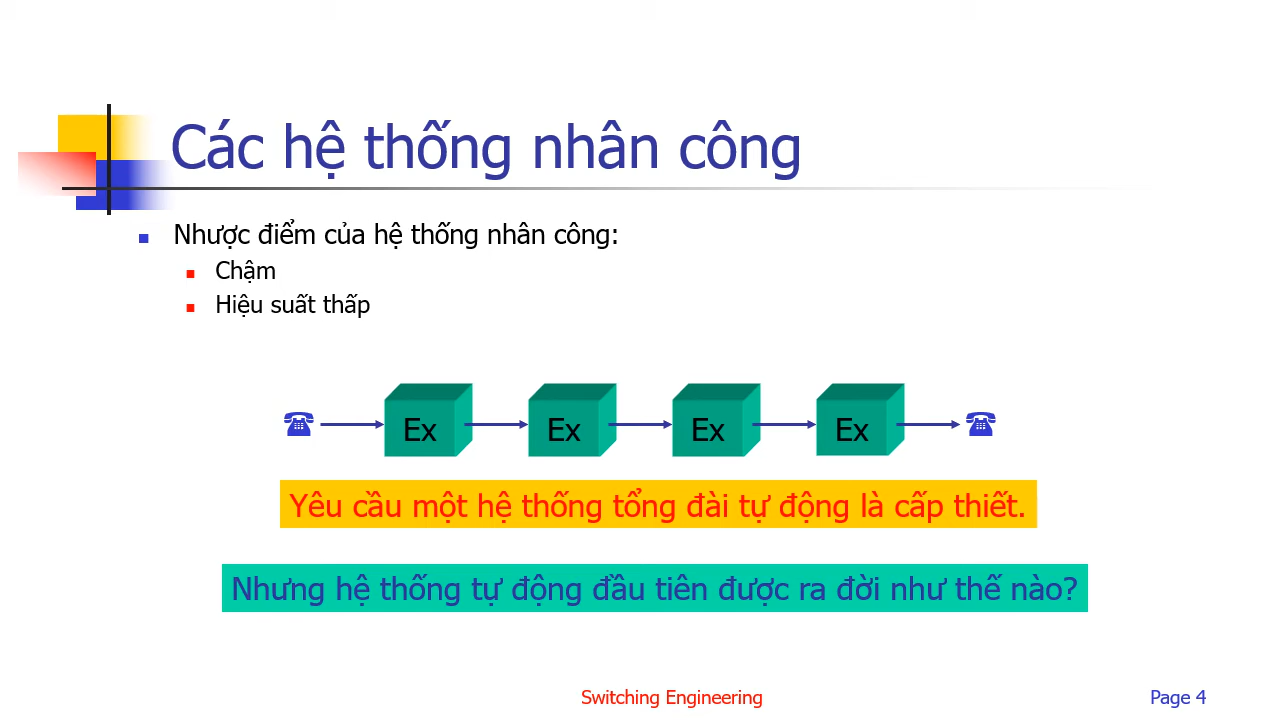 Các hệ thống nhân công
Nhược điểm của hệ thống nhân công:
Chậm
Hiệu suất thấp
Ex Ex Ex Ex
Yêu cầu một hệ thống tổng đài tự động là cấp thiết.
Nhưng hệ thống tự động đầu tiên được ra đời như thế nào?
Switching Engineering Page 4